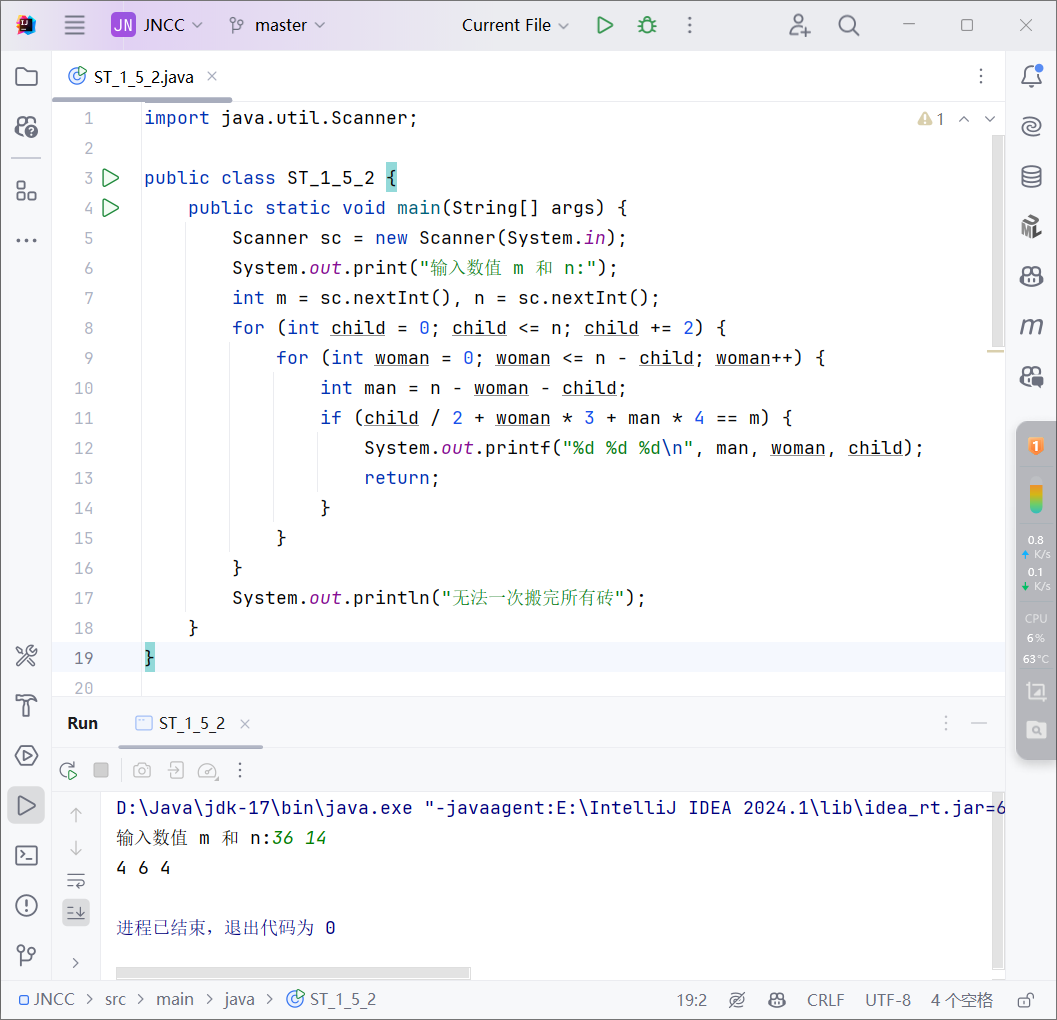 JN JNCC master Current File
ST_1_5_2.java
1 import java.util.Scanner; 1
2
3 public class ST_1_5_2 {
4 public static void main(String[] args) {
5 Scanner sc = new Scanner(System.in);
6 System.out.print("输入数值 m 和 n:");
7 int m = sc.nextInt(), n = sc.nextInt();
8 for (int child = 0; child <= n; child += 2) {
9 for (int woman = 0; woman <= n - child; woman++) {
10 int man = n - woman - child;
11 if (child / 2 + woman * 3 + man * 4 == m) {
12 System.out.printf("%d %d %d\n", man, woman, child);
13 return;
14 }
15 }
16 }
17 System.out.println("无法一次搬完所有砖");
18 }
19 }
20
1
0.8
K/s
0.1
K/s
CPU
6%
63°C
Run ST_1_5_2
D:\Java\jdk-17\bin\java.exe "-javaagent:E:\IntelliJ IDEA 2024.1\lib\idea_rt.jar=6
输入数值 m 和 n:36 14
4 6 4
进程已结束，退出代码为 0
JNCC > src > main > java > ST_1_5_2 19:2 CRLF UTF-8 4 个空格